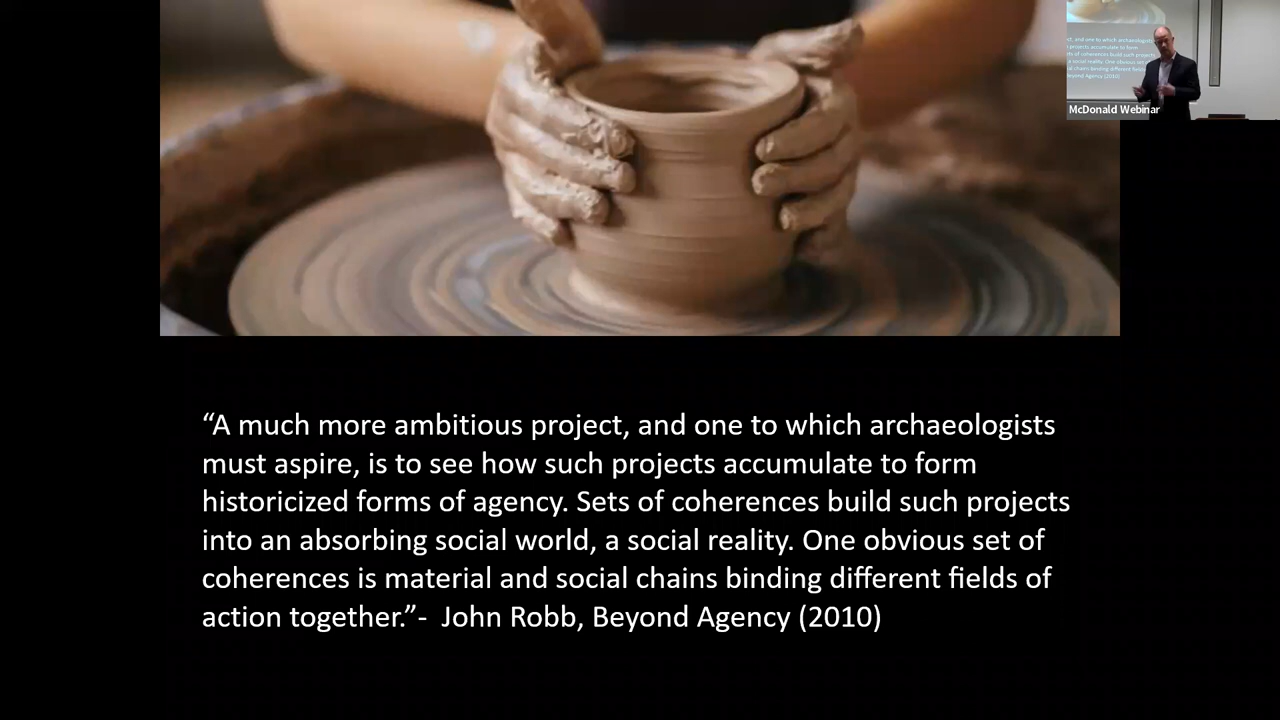 McDonald Webinar
“A much more ambitious project, and one to which archaeologists
must aspire, is to see how such projects accumulate to form
historicized forms of agency. Sets of coherences build such projects
into an absorbing social world, a social reality. One obvious set of
coherences is material and social chains binding different fields of
action together.”- John Robb, Beyond Agency (2010)